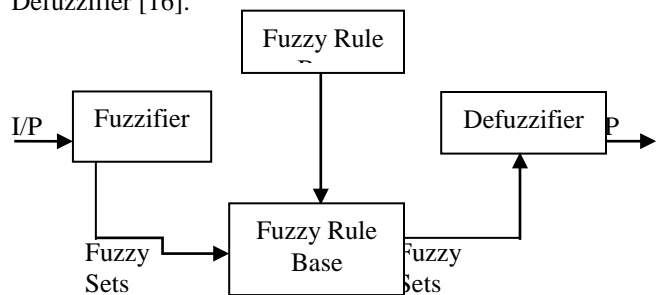 Defuzzifier [16].
Fuzzy Rule
I/P
Fuzzifier
Defuzzifier
P
Fuzzy Rule
Base
Fuzzy
Sets
Fuzzy
Sets